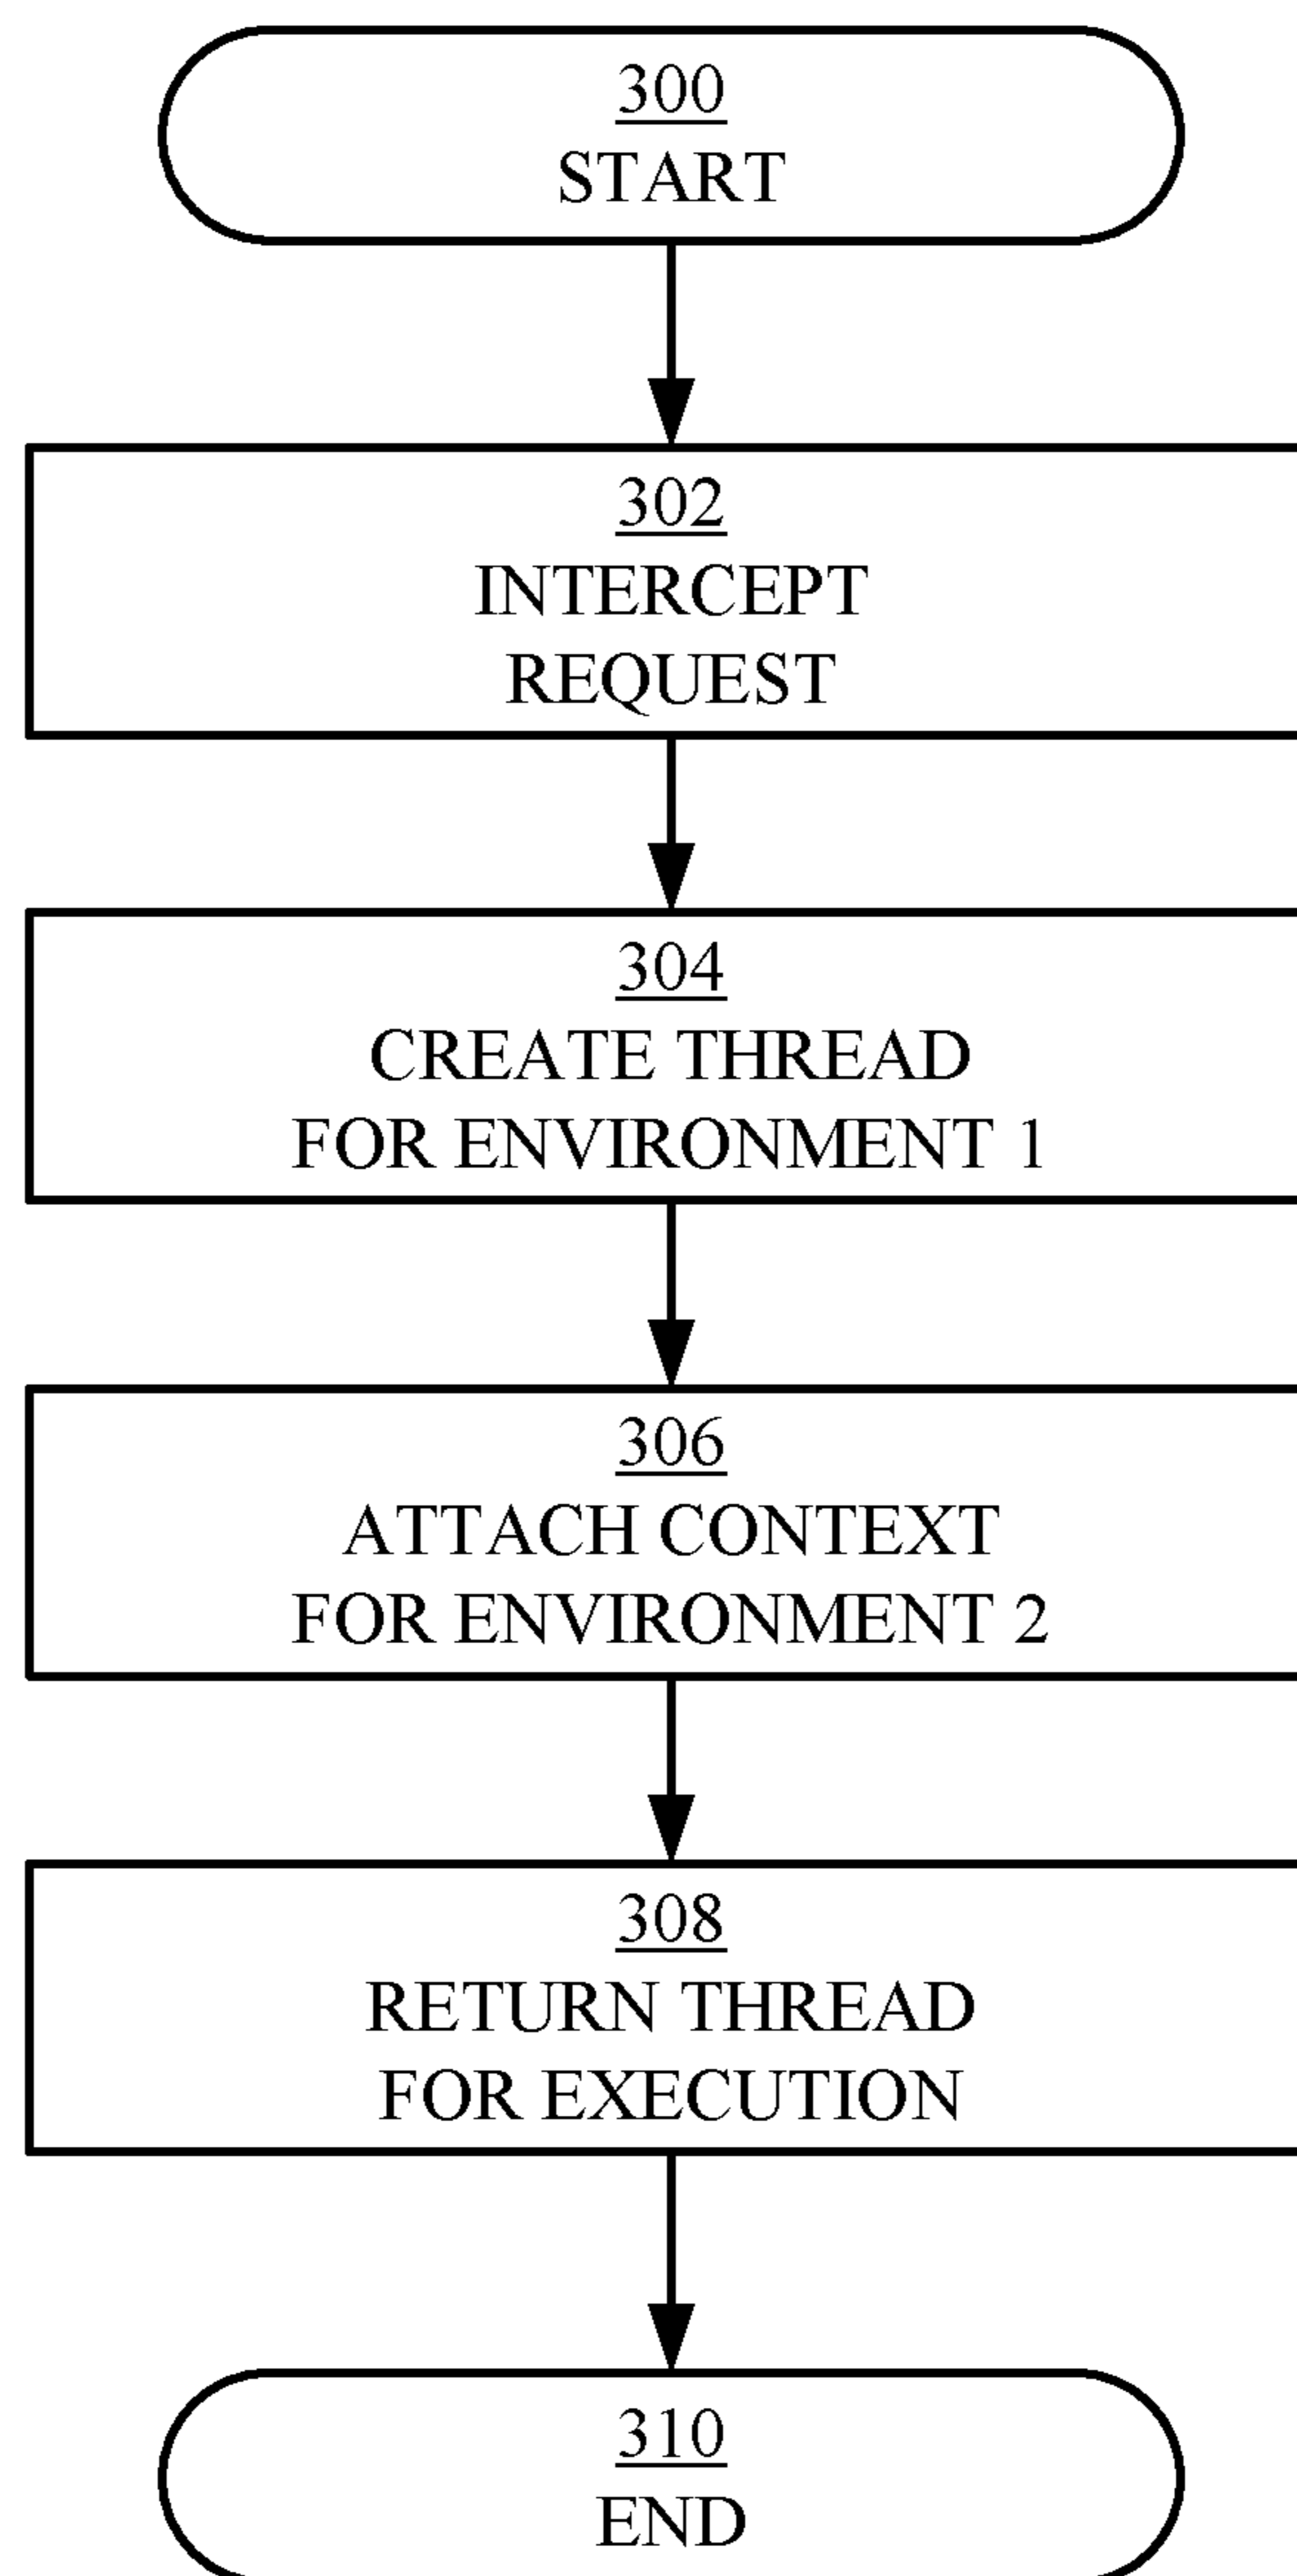 300
START
302
INTERCEPT
REQUEST
304
CREATE THREAD
FOR ENVIRONMENT 1
306
ATTACH CONTEXT
FOR ENVIRONMENT 2
308
RETURN THREAD
FOR EXECUTION
310
END